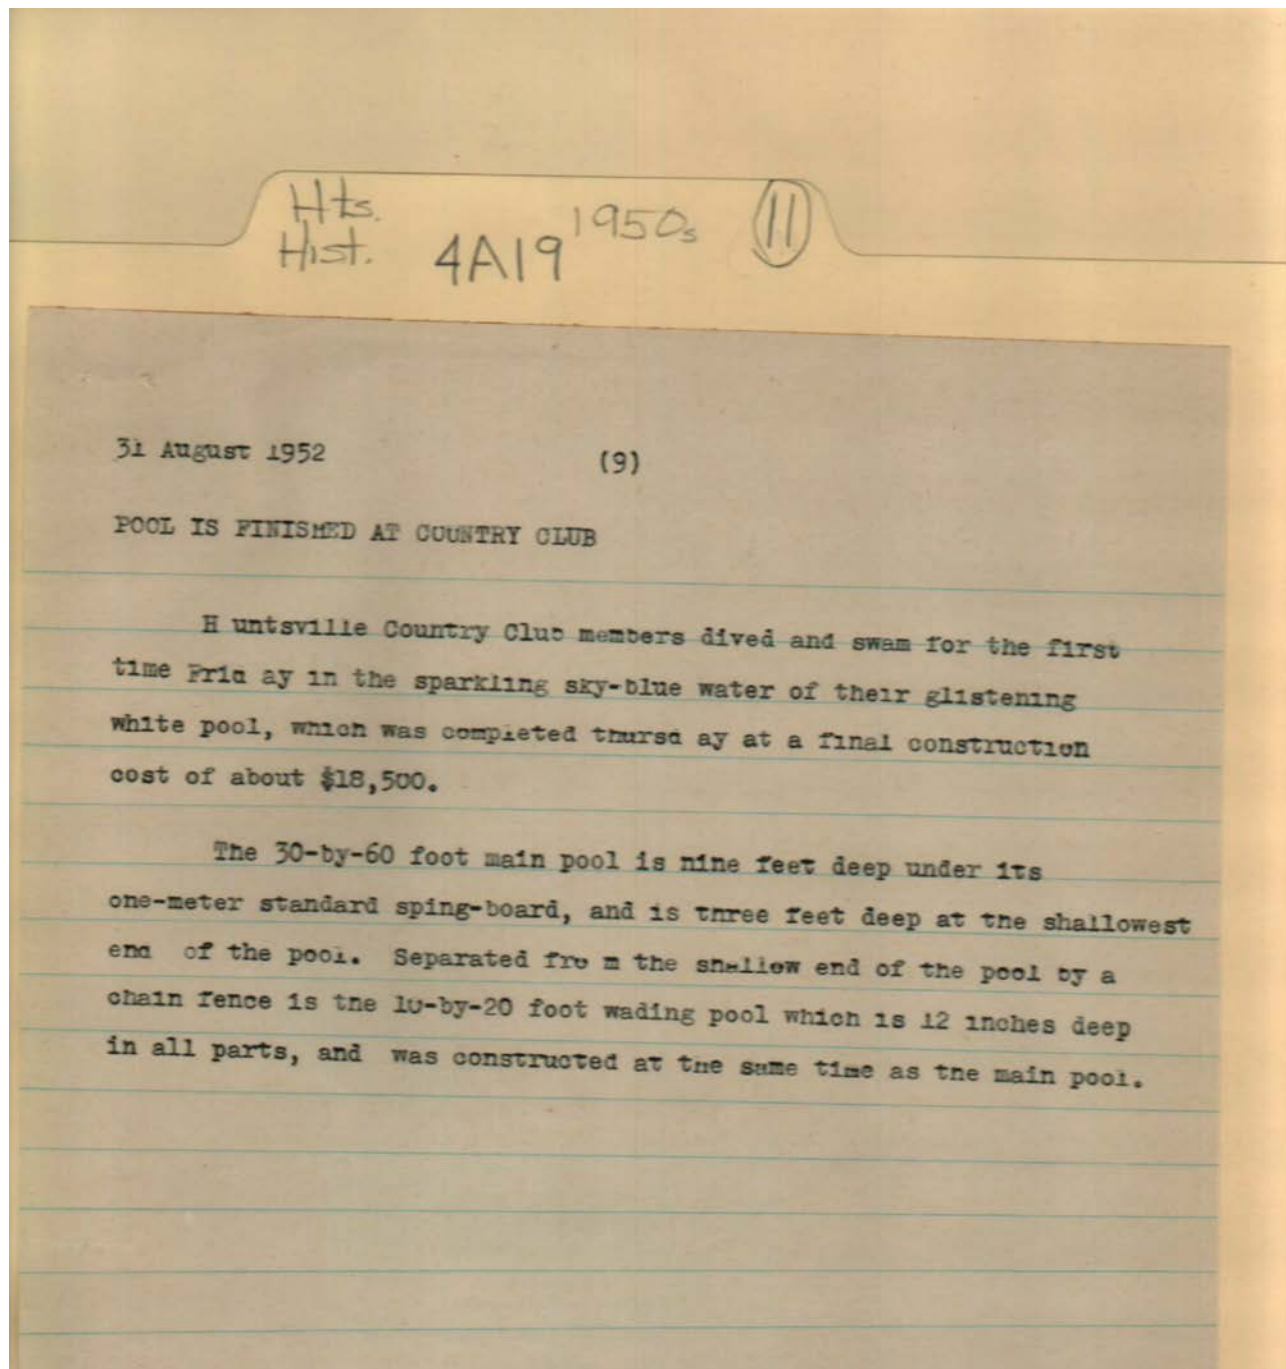 Hts.
Hist. 4A19 1950s 11
31 August 1952 (9)
POOL IS FINISHED AT COUNTRY CLUB
H untsville Country Club members dived and swam for the first
time Frid ay in the sparkling sky-blue water of their glistening
white pool, which was completed thursd ay at a final construction
cost of about $18,500.
The 30-by-60 foot main pool is nine feet deep under its
one-meter standard sping-board, and is three feet deep at the shallowest
end of the pool. Separated fro m the shallow end of the pool by a
chain fence is the 10-by-20 foot wading pool which is 12 inches deep
in all parts, and was constructed at the same time as the main pool.